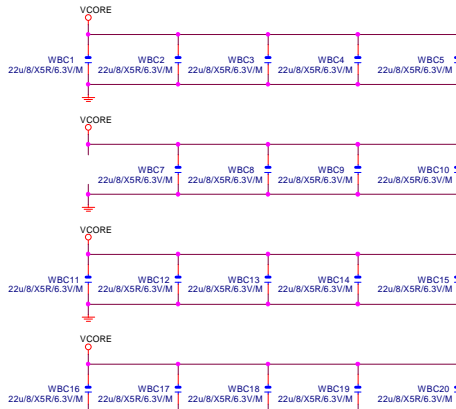 VCORE
WBC1 WBC2 WBC3 WBC4 WBC5
22u/8/X5R/6.3V/M 22u/8/X5R/6.3V/M 22u/8/X5R/6.3V/M 22u/8/X5R/6.3V/M 22u/8/X5R/6.3V/M
VCORE
WBC7 WBC8 WBC9 WBC10
22u/8/X5R/6.3V/M 22u/8/X5R/6.3V/M 22u/8/X5R/6.3V/M 22u/8/X5R/6.3V/M
VCORE
WBC11 WBC12 WBC13 WBC14 WBC15
22u/8/X5R/6.3V/M 22u/8/X5R/6.3V/M 22u/8/X5R/6.3V/M 22u/8/X5R/6.3V/M 22u/8/X5R/6.3V/M
VCORE
WBC16 WBC17 WBC18 WBC19 WBC20
22u/8/X5R/6.3V/M 22u/8/X5R/6.3V/M 22u/8/X5R/6.3V/M 22u/8/X5R/6.3V/M 22u/8/X5R/6.3V/M